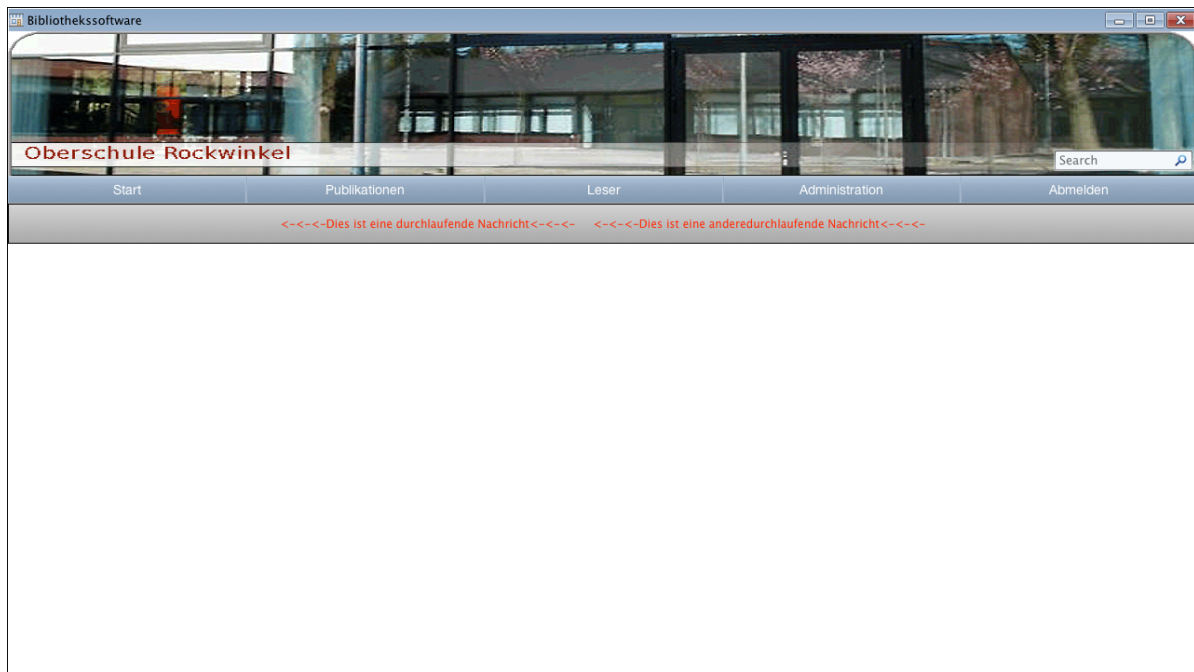 Bibliothekssoftware
Oberschule Rockwinkel
Search
Start Publikationen Leser Administration Abmelden
<-<-<-Dies ist eine durchlaufende Nachricht<-<-<- <-<-<-Dies ist eine anderedurchlaufende Nachricht<-<-<-